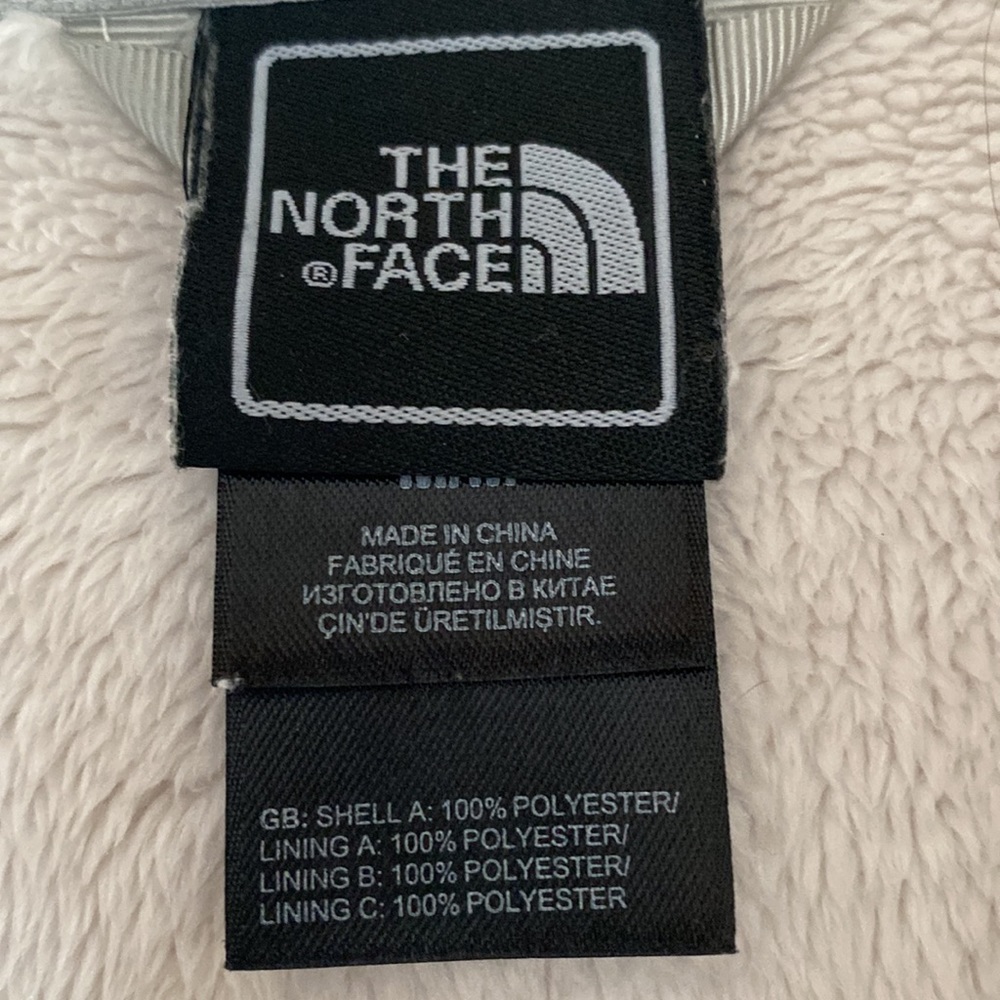 THE
NORTH
®FACE
MADE IN CHINA
FABRIQUÉ EN CHINE
ИЗГОТОВЛЕНО В КИТАЕ
ÇIN'DE ÜRETILMIŞTIR.
GB: SHELL A: 100% POLYESTER/
LINING A: 100% POLYESTER/
LINING B: 100% POLYESTER/
LINING C: 100% POLYESTER